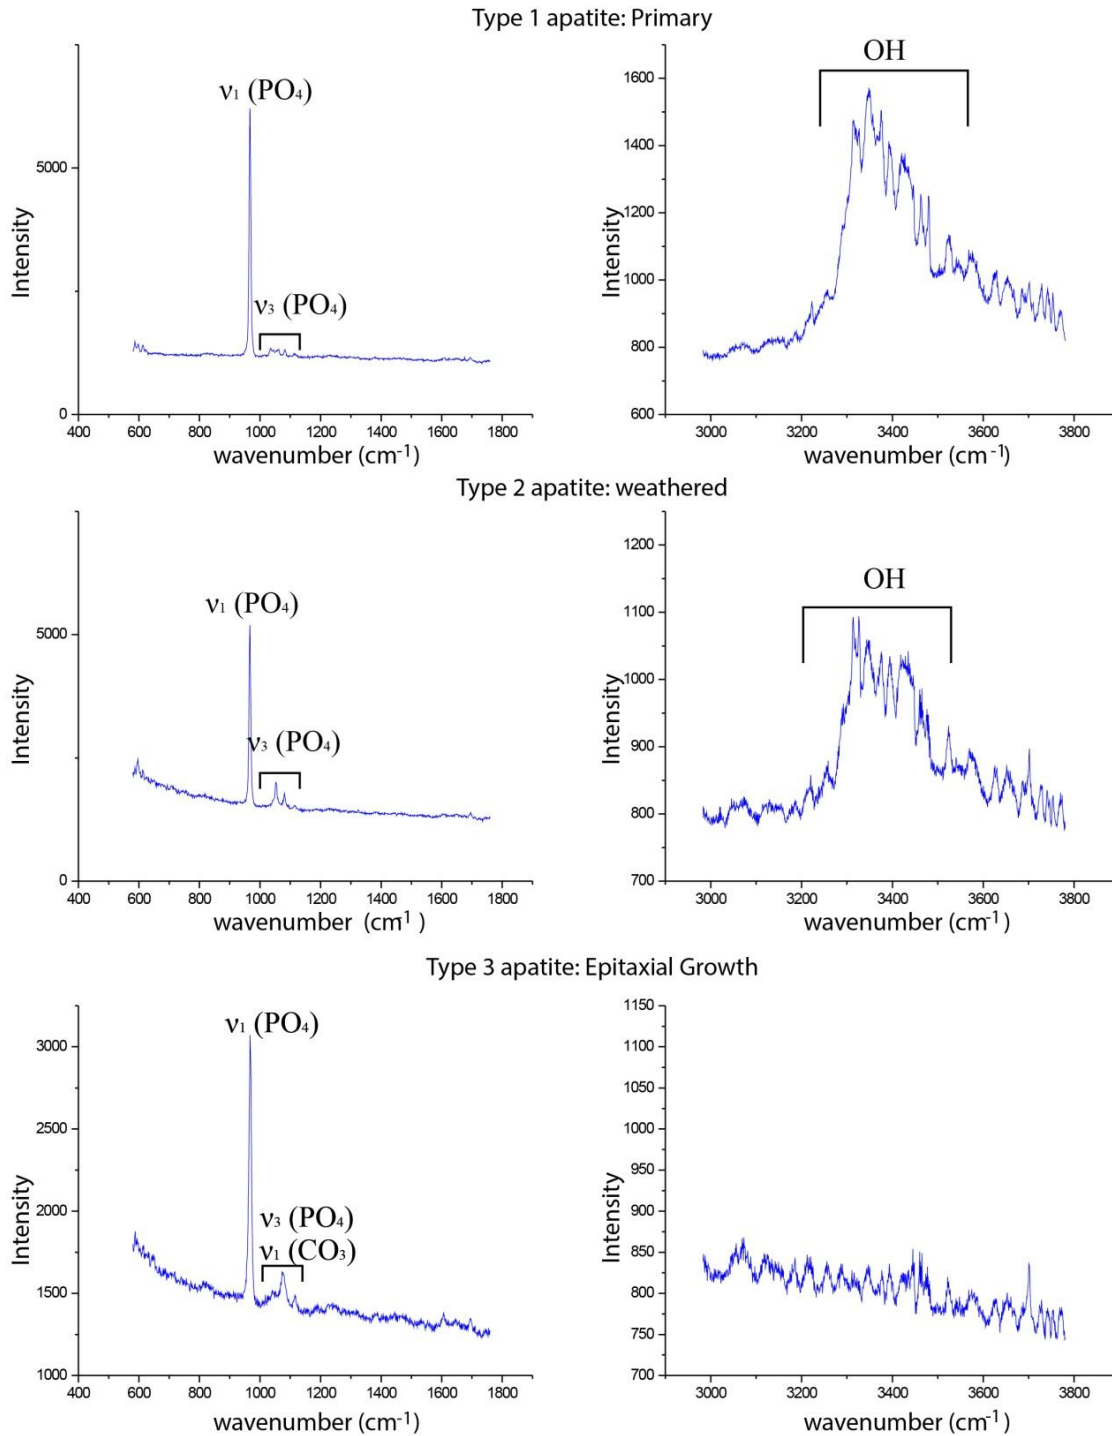 Type 1 apatite: Primary
ν₁ (PO₄)
ν₃ (PO₄)
5000
0
Intensity
400 600 800 1000 1200 1400 1600 1800
wavenumber (cm⁻¹)
OH
1600
1400
1200
1000
800
600
Intensity
3000 3200 3400 3600 3800
wavenumber (cm⁻¹)
Type 2 apatite: weathered
ν₁ (PO₄)
ν₃ (PO₄)
5000
0
Intensity
400 600 800 1000 1200 1400 1600 1800
wavenumber (cm⁻¹ )
OH
1200
1100
1000
900
800
700
Intensity
3000 3200 3400 3600 3800
wavenumber (cm⁻¹ )
Type 3 apatite: Epitaxial Growth
ν₁ (PO₄)
ν₃ (PO₄)
ν₁ (CO₃)
3000
2500
2000
1500
1000
Intensity
400 600 800 1000 1200 1400 1600 1800
wavenumber (cm⁻¹)
1150
1100
1050
1000
950
900
850
800
750
700
Intensity
3000 3200 3400 3600 3800
wavenumber (cm⁻¹ )